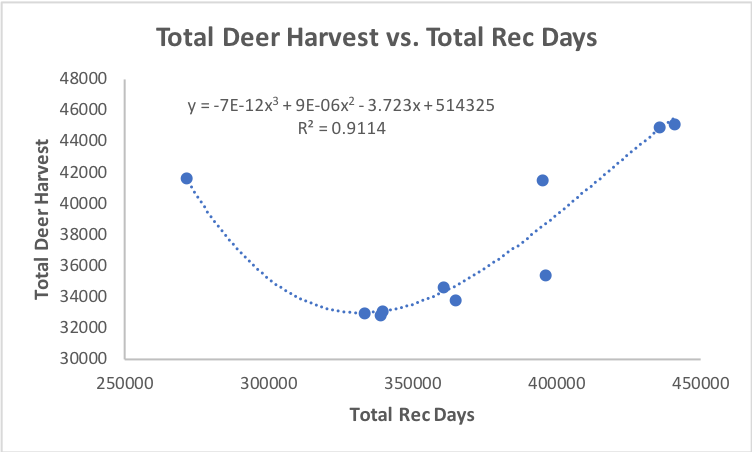 Total Deer Harvest vs. Total Rec Days
48000
46000
44000
42000
40000
38000
36000
34000
32000
30000
Total Deer Harvest
y = -7E-12x³ + 9E-06x² - 3.723x + 514325
R² = 0.9114
250000 300000 350000 400000 450000
Total Rec Days